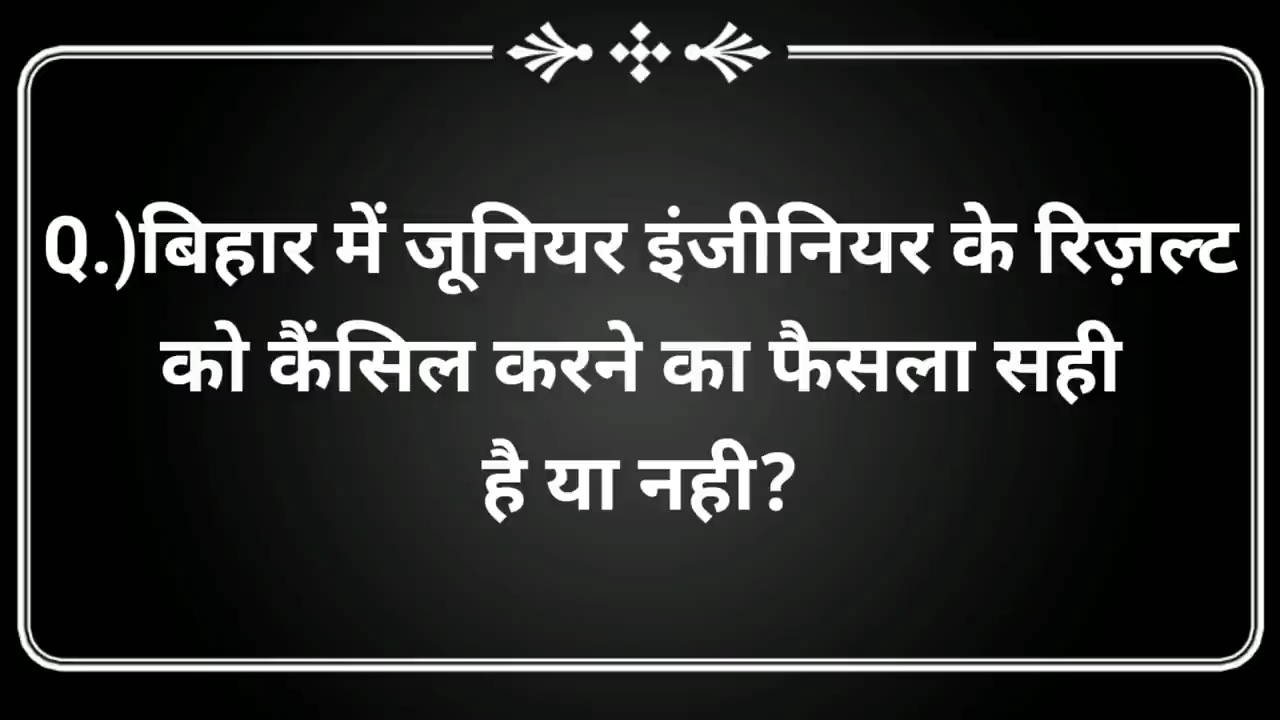 Q.)बिहार में जूनियर इंजीनियर के रिज़ल्ट
को कैंसिल करने का फैसला सही
है या नही?